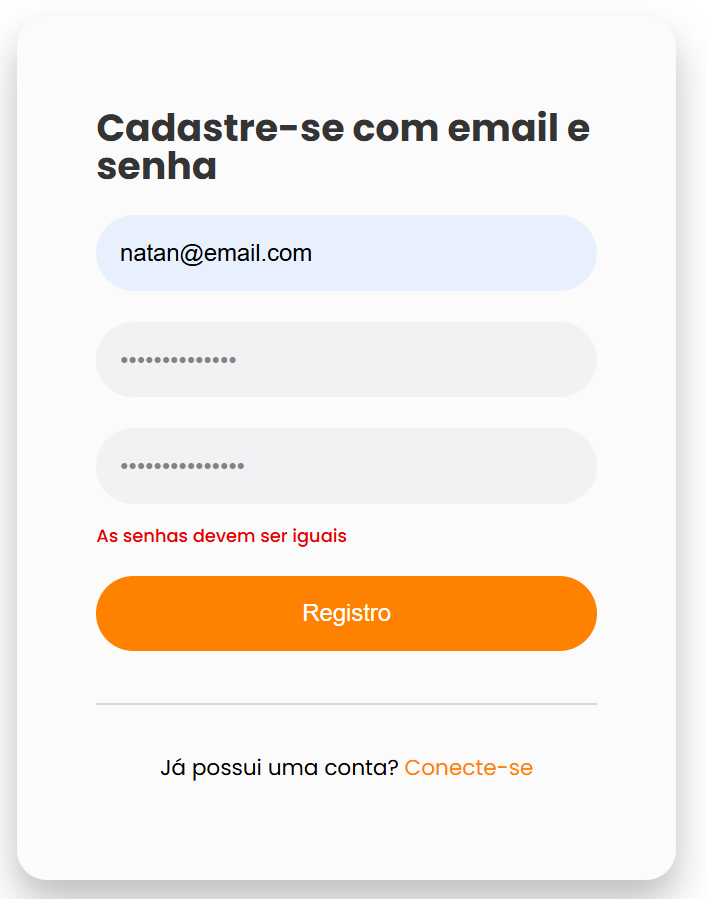 Cadastre-se com email e
senha
natan@email.com
••••••••••••••
•••••••••••••••
As senhas devem ser iguais
Registro
Já possui uma conta? Conecte-se